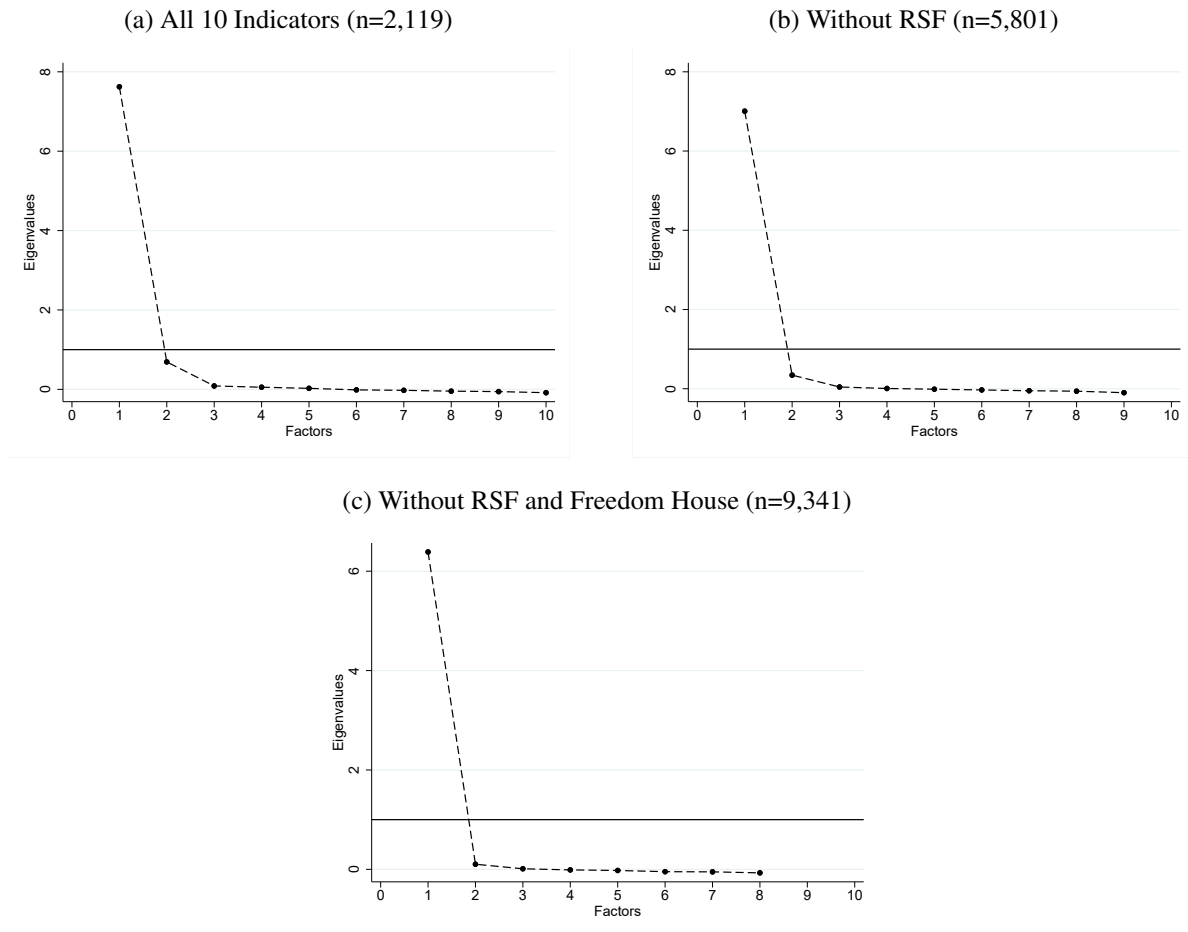 (a) All 10 Indicators (n=2,119)
8
6
4
2
0
Eigenvalues
0 1 2 3 4 5 6 7 8 9 10
Factors
(b) Without RSF (n=5,801)
8
6
4
2
0
Eigenvalues
0 1 2 3 4 5 6 7 8 9 10
Factors
(c) Without RSF and Freedom House (n=9,341)
6
4
2
0
Eigenvalues
0 1 2 3 4 5 6 7 8 9 10
Factors